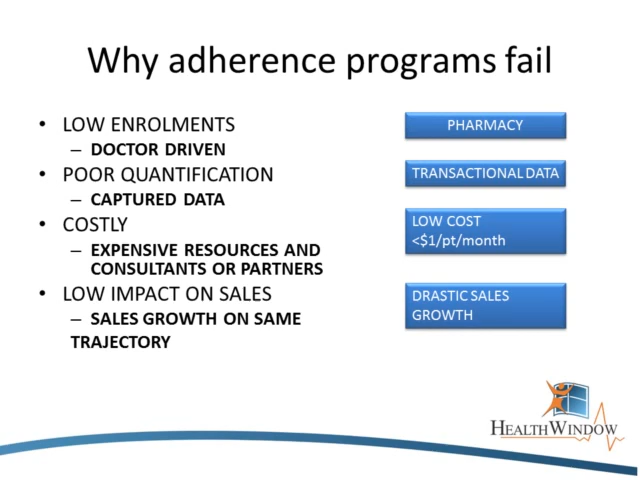 Why adherence programs fail
• LOW ENROLMENTS
– DOCTOR DRIVEN
• POOR QUANTIFICATION
– CAPTURED DATA
• COSTLY
– EXPENSIVE RESOURCES AND
CONSULTANTS OR PARTNERS
• LOW IMPACT ON SALES
– SALES GROWTH ON SAME
TRAJECTORY
PHARMACY
TRANSACTIONAL DATA
LOW COST
<$1/pt/month
DRASTIC SALES
GROWTH
HEALTHWINDOW